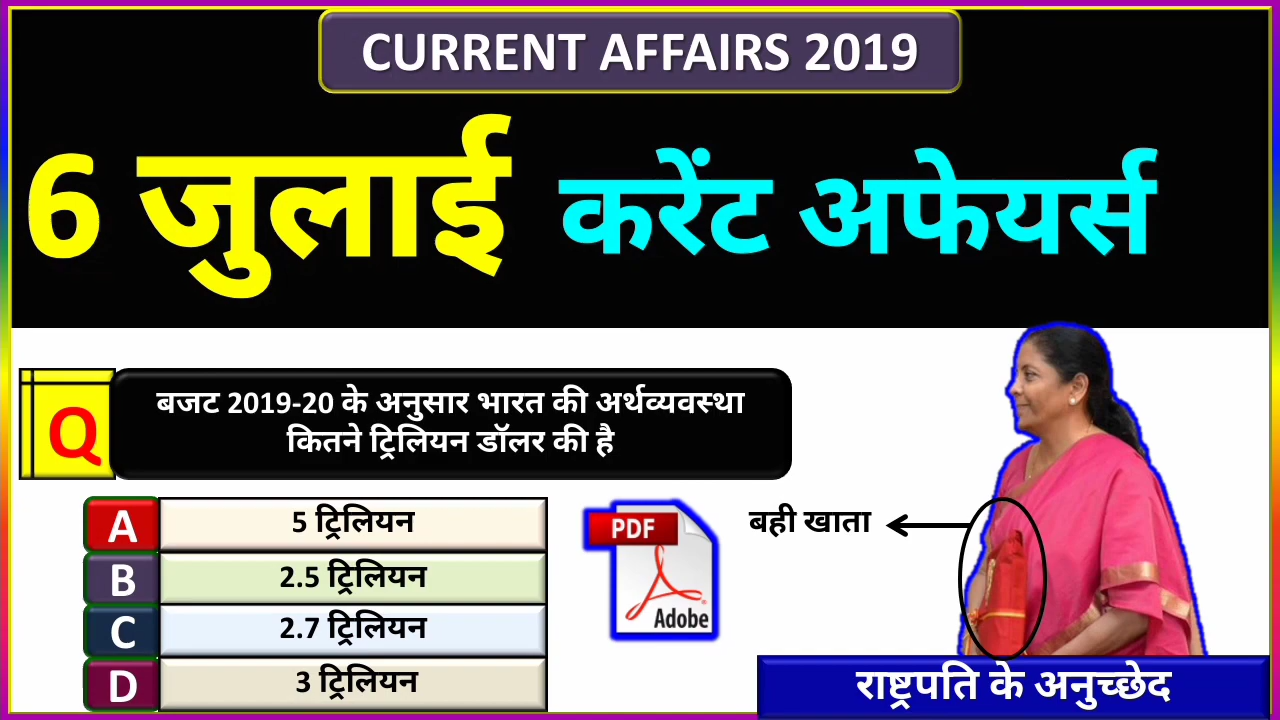 CURRENT AFFAIRS 2019
6 जुलाई करेंट अफेयर्स
Q
बजट 2019-20 के अनुसार भारत की अर्थव्यवस्था
कितने ट्रिलियन डॉलर की है
A 5 ट्रिलियन
B 2.5 ट्रिलियन
C 2.7 ट्रिलियन
D 3 ट्रिलियन
PDF
Adobe
बही खाता
राष्ट्रपति के अनुच्छेद